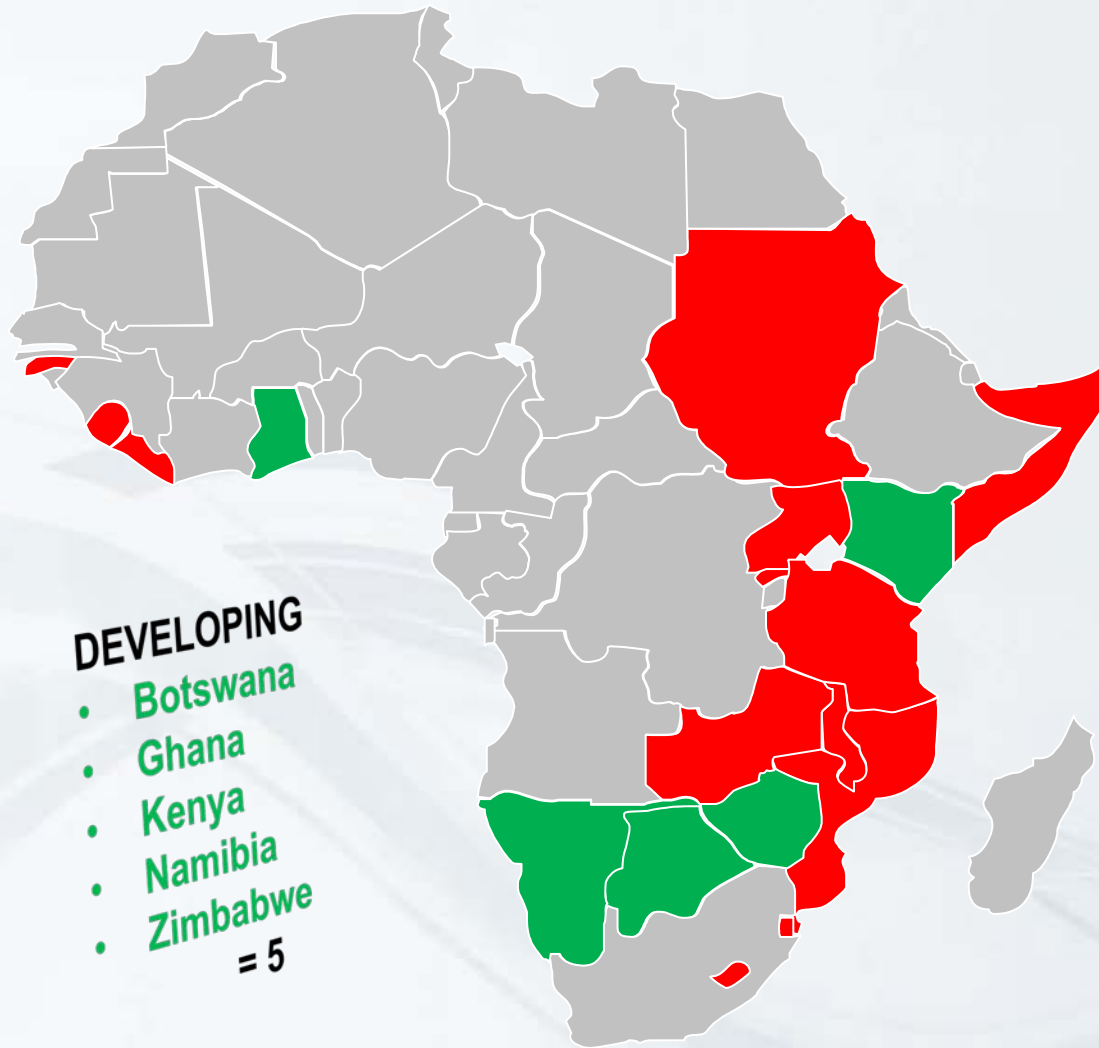 DEVELOPING
• Botswana
• Ghana
• Kenya
• Namibia
• Zimbabwe
= 5